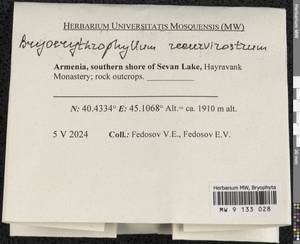 HERBARIUM UNIVERSITATIS MOSQUENSIS (MW)
Bryoerythrophyllum recurvirostrum
Armenia, southern shore of Sevan Lake, Hayravank
Monastery; rock outcrops.
N: 40.4334° E: 45.1068° Alt= ca. 1910 m alt.
5 V 2024 Coll.: Fedosov V.E., Fedosov E.V.
Herbarium MW, Bryophyta
MW 9 133 028